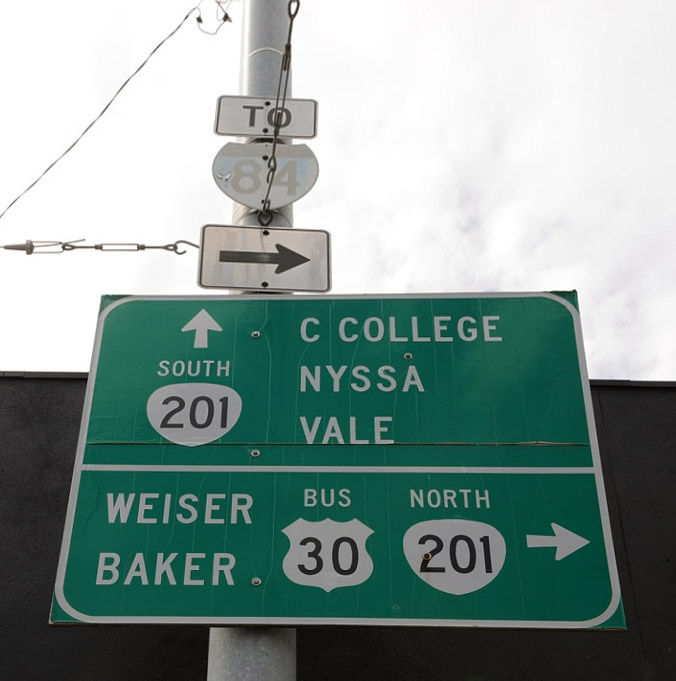 TO
84
C COLLEGE
SOUTH
NYSSA
201
VALE
WEISER
BUS
NORTH
BAKER
30
201